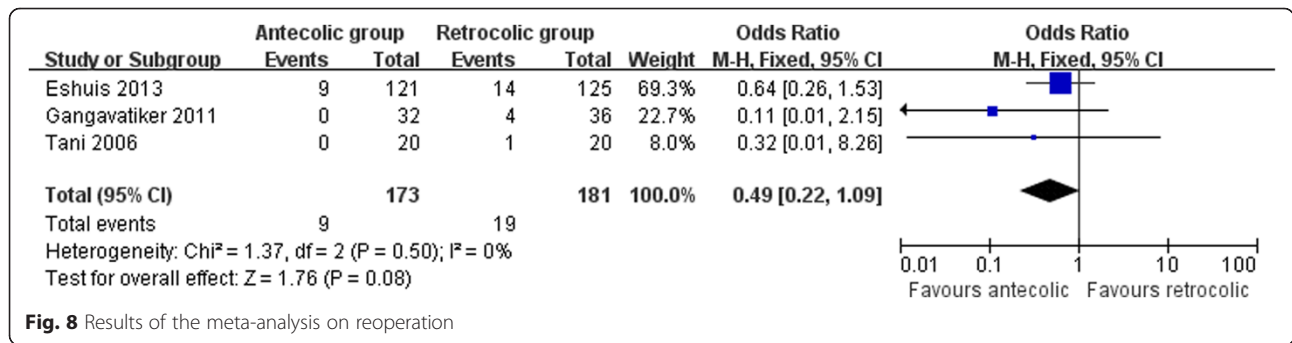 Antecolic group Retrocolic group Odds Ratio Odds Ratio
Study or Subgroup Events Total Events Total Weight M-H, Fixed, 95% CI M-H, Fixed, 95% CI
Eshuis 2013 9 121 14 125 69.3% 0.64 [0.26, 1.53]
Gangavatiker 2011 0 32 4 36 22.7% 0.11 [0.01, 2.15]
Tani 2006 0 20 1 20 8.0% 0.32 [0.01, 8.26]
Total (95% CI) 173 181 100.0% 0.49 [0.22, 1.09]
Total events 9 19
Heterogeneity: Chi² = 1.37, df = 2 (P = 0.50); I² = 0%
Test for overall effect: Z = 1.76 (P = 0.08)
0.01 0.1 1 10 100
Favours antecolic Favours retrocolic
Fig. 8 Results of the meta-analysis on reoperation